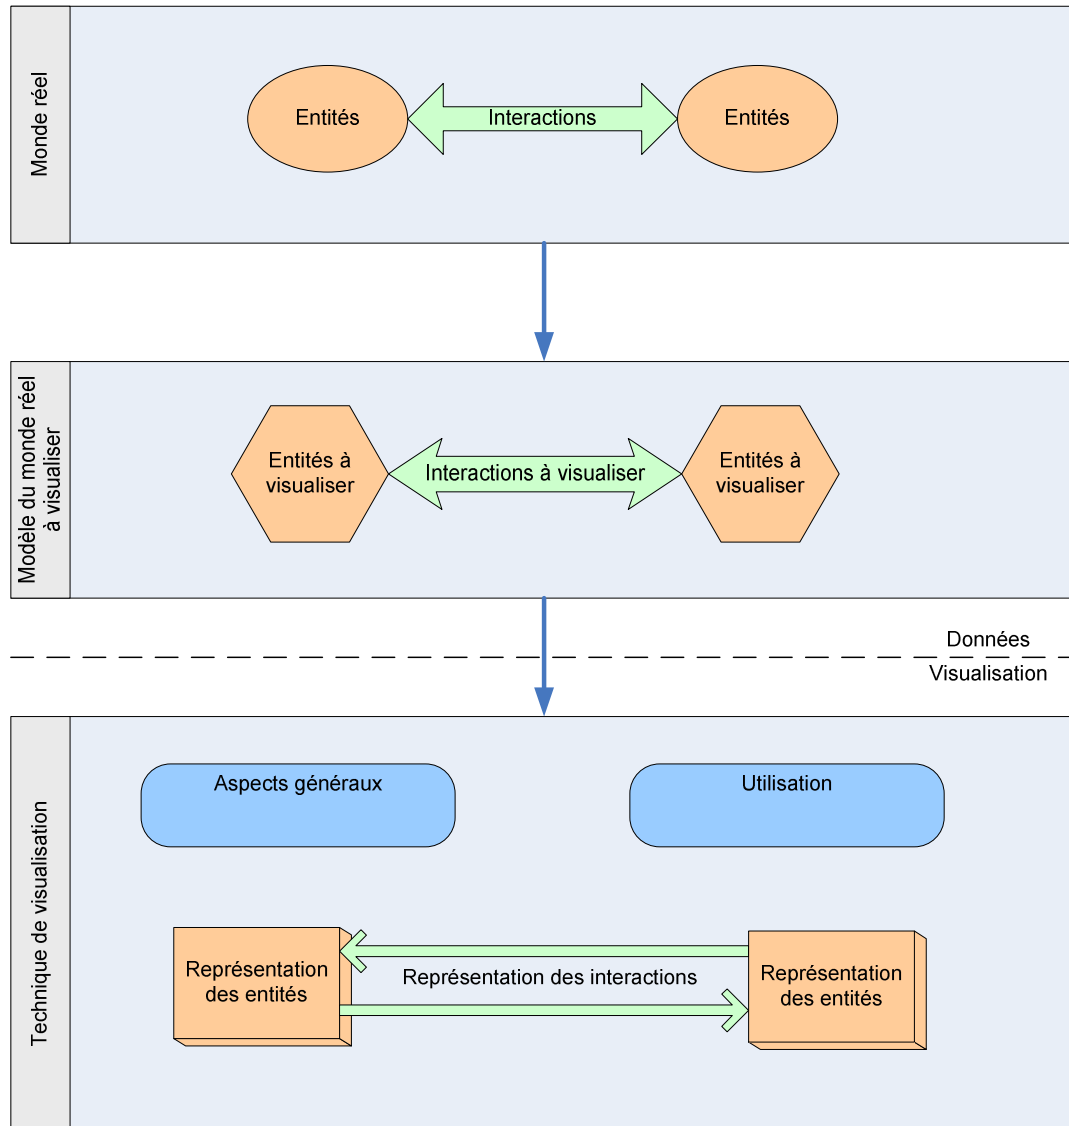 Monde réel
Entités
Interactions
Entités
Modèle du monde réel
à visualiser
Entités à
visualiser
Interactions à visualiser
Entités à
visualiser
Données
Visualisation
Technique de visualisation
Aspects généraux
Utilisation
Représentation
des entités
Représentation des interactions
Représentation
des entités